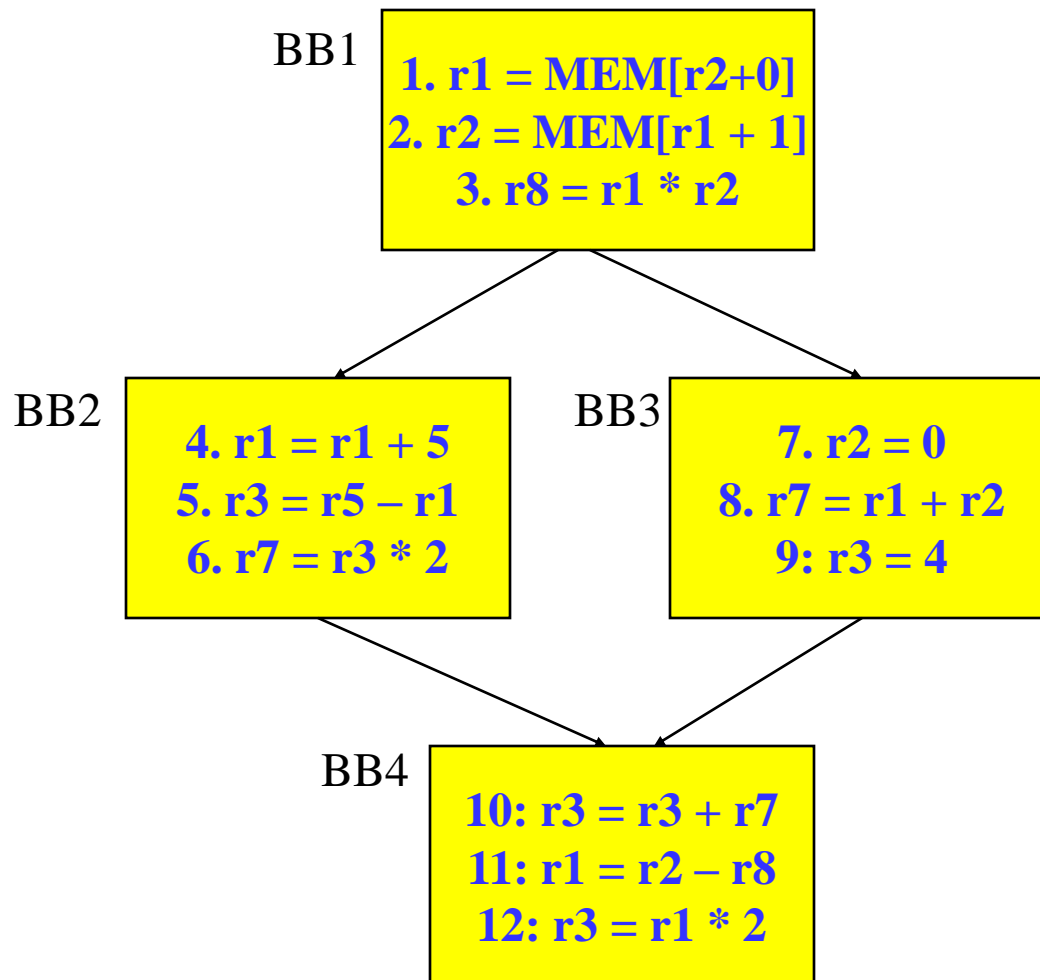 BB1
1. r1 = MEM[r2+0]
2. r2 = MEM[r1 + 1]
3. r8 = r1 * r2
BB2
4. r1 = r1 + 5
5. r3 = r5 – r1
6. r7 = r3 * 2
BB3
7. r2 = 0
8. r7 = r1 + r2
9: r3 = 4
BB4
10: r3 = r3 + r7
11: r1 = r2 – r8
12: r3 = r1 * 2